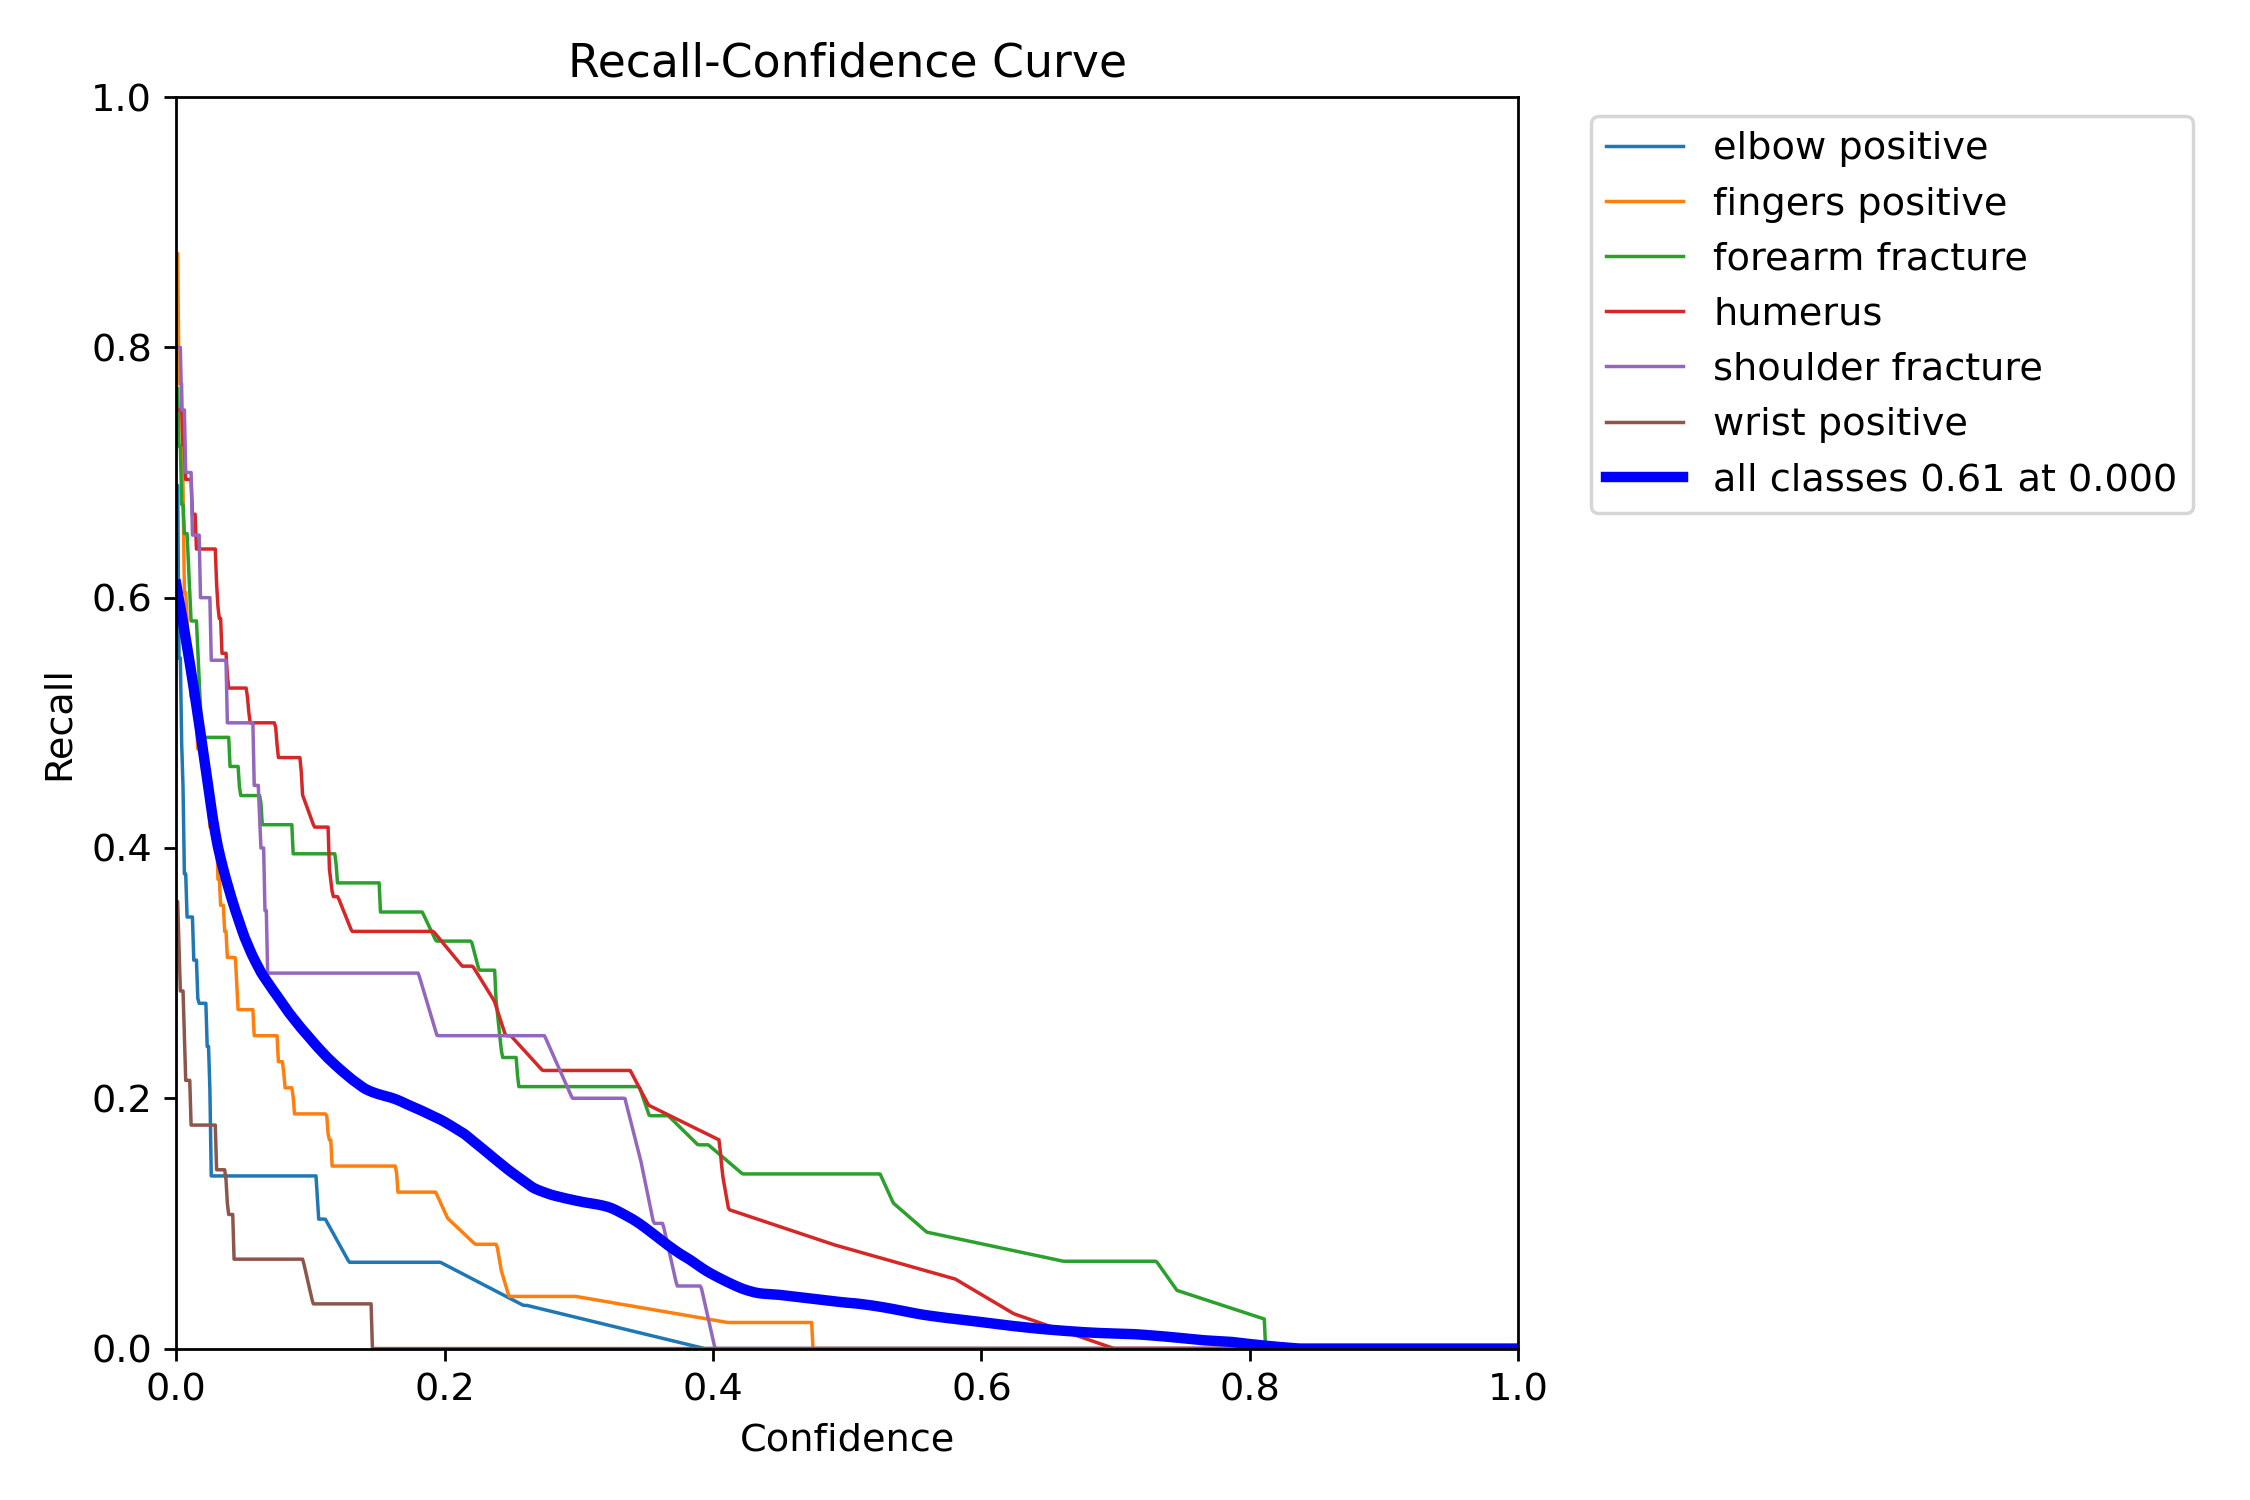 Recall-Confidence Curve
1.0
0.8
0.6
0.4
0.2
0.0
Recall
0.0 0.2 0.4 0.6 0.8 1.0
Confidence
elbow positive
fingers positive
forearm fracture
humerus
shoulder fracture
wrist positive
all classes 0.61 at 0.000